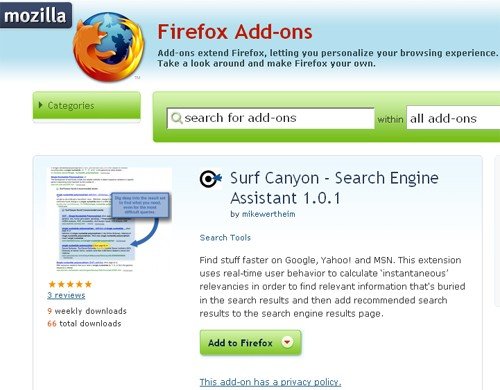 mozilla
Firefox Add-ons
Add-ons extend Firefox, letting you personalize your browsing experience.
Take a look around and make Firefox your own.
Categories
search for add-ons within all add-ons
Surf Canyon - Search Engine
Assistant 1.0.1
by mikewertheim
Dig deep into the result set
to find what you need,
even for the most
difficult queries.
Search Tools
Find stuff faster on Google, Yahoo! and MSN. This extension
uses real-time user behavior to calculate 'instantaneous'
relevancies in order to find relevant information that's buried
in the search results and then add recommended search
results to the search engine results page.
3 reviews
9 weekly downloads
66 total downloads
Add to Firefox
This add-on has a privacy policy.